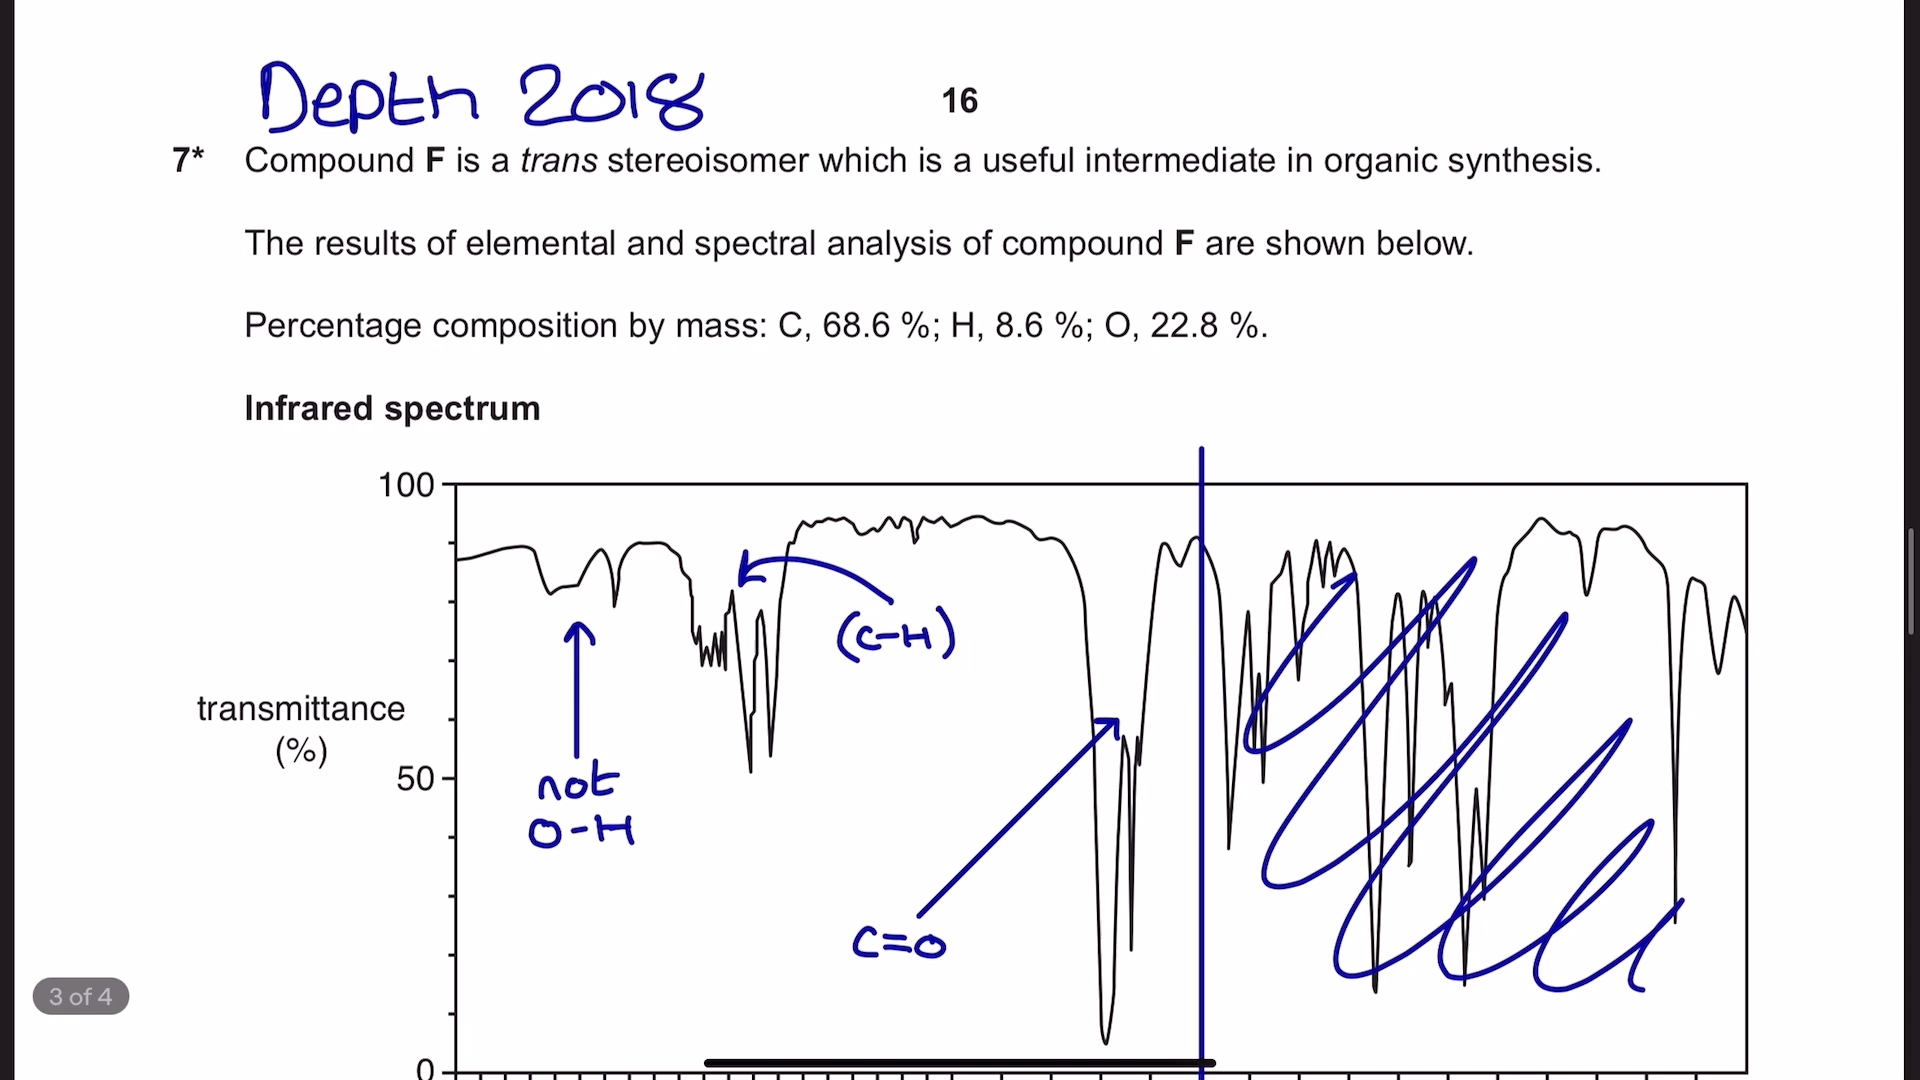 Depth 2018
16
7* Compound F is a trans stereoisomer which is a useful intermediate in organic synthesis.
The results of elemental and spectral analysis of compound F are shown below.
Percentage composition by mass: C, 68.6 %; H, 8.6 %; O, 22.8 %.
Infrared spectrum
100
(C-H)
transmittance
(%)
50
not
O-H
C=O
3 of 4
0